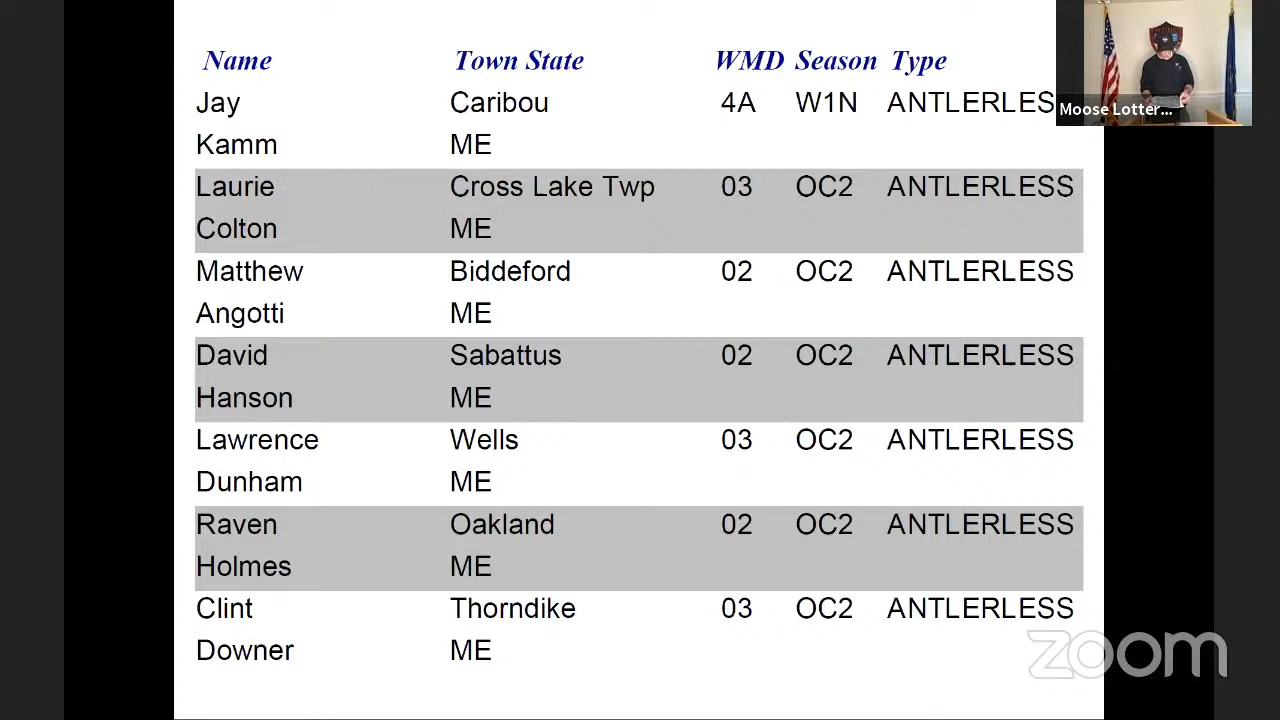 Name Town State WMD Season Type
Jay Caribou 4A W1N ANTLERLES
Kamm ME
Laurie Cross Lake Twp 03 OC2 ANTLERLESS
Colton ME
Matthew Biddeford 02 OC2 ANTLERLESS
Angotti ME
David Sabattus 02 OC2 ANTLERLESS
Hanson ME
Lawrence Wells 03 OC2 ANTLERLESS
Dunham ME
Raven Oakland 02 OC2 ANTLERLESS
Holmes ME
Clint Thorndike 03 OC2 ANTLERLESS
Downer ME
Moose Lotter...
zoom